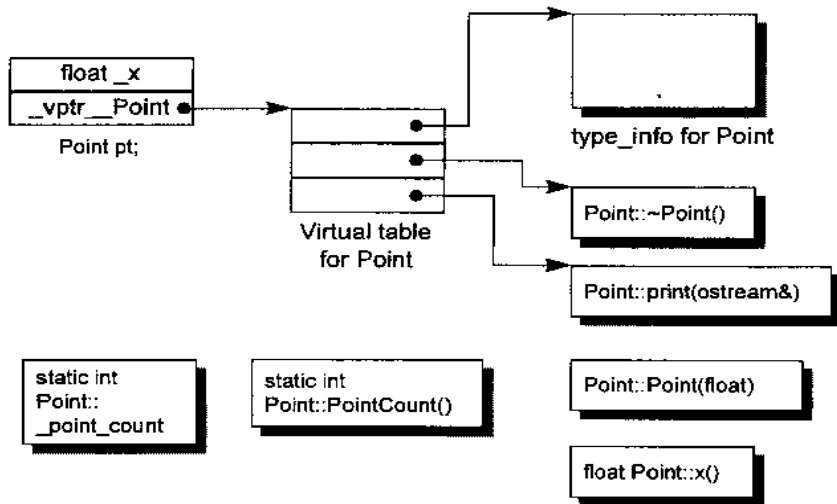 float _x
_vptr__Point
Point pt;
Virtual table
for Point
type_info for Point
Point::~Point()
Point::print(ostream&)
static int
Point::
_point_count
static int
Point::PointCount()
Point::Point(float)
float Point::x()